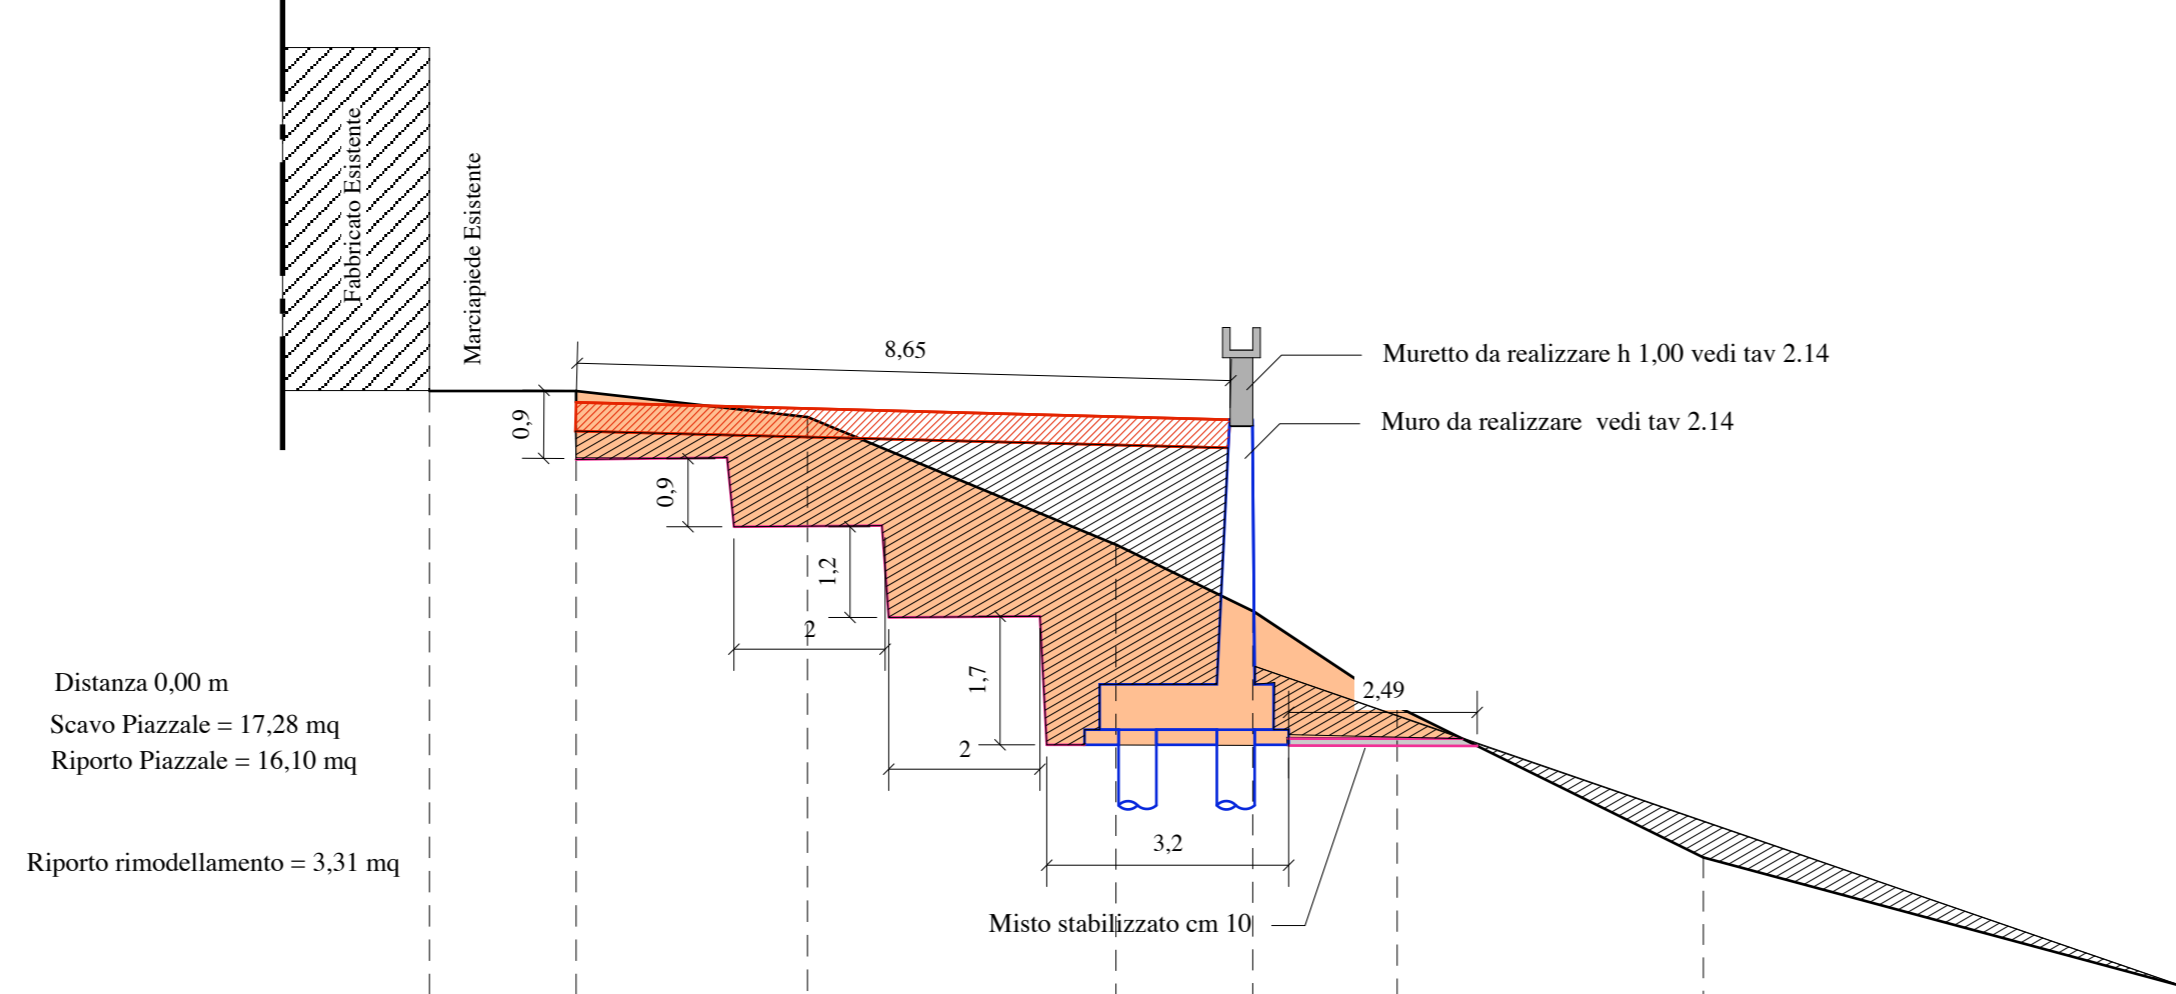 Fabbricato Esistente
Marciapiede Esistente
8,65
Muretto da realizzare h 1,00 vedi tav 2.14
Muro da realizzare vedi tav 2.14
0,9
0,9
1,2
2
1,7
2
2,49
3,2
Distanza 0,00 m
Scavo Piazzale = 17,28 mq
Riporto Piazzale = 16,10 mq
Riporto rimodellamento = 3,31 mq
Misto stabilizzato cm 10